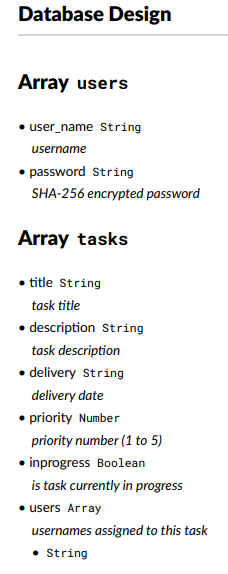 Database Design
Array users
• user_name String
username
• password String
SHA-256 encrypted password
Array tasks
• title String
task title
• description String
task description
• delivery String
delivery date
• priority Number
priority number (1 to 5)
• inprogress Boolean
is task currently in progress
• users Array
usernames assigned to this task
• String